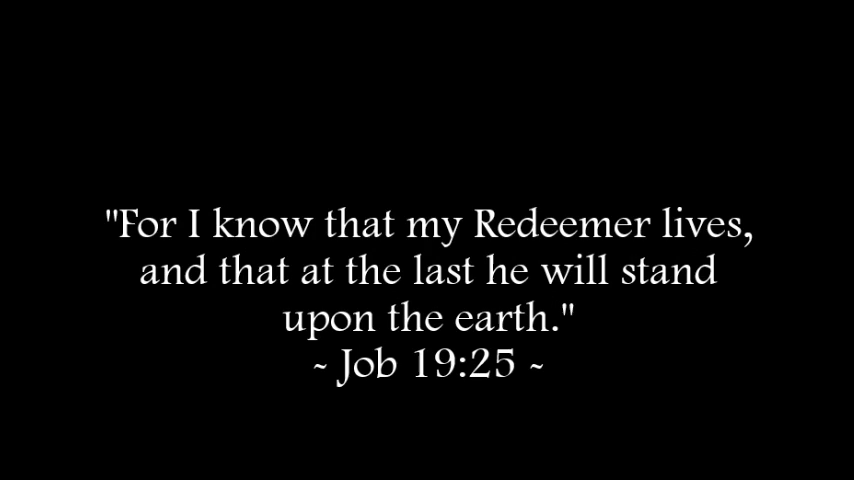 "For I know that my Redeemer lives,
and that at the last he will stand
upon the earth."
~ Job 19:25 ~